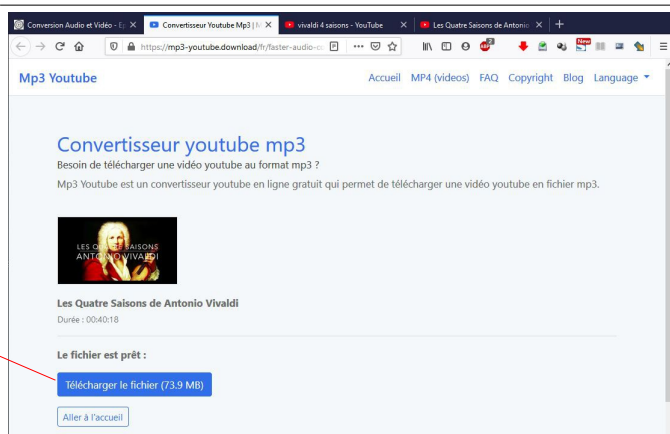 Conversion Audio et Vidéo - Ep
Convertisseur Youtube Mp3 | M
vivaldi 4 saisons - YouTube
Les Quatre Saisons de Antonio
https://mp3-youtube.download/fr/faster-audio-c
2
New
Mp3 Youtube
Accueil MP4 (videos) FAQ Copyright Blog Language
Convertisseur youtube mp3
Besoin de télécharger une vidéo youtube au format mp3 ?
Mp3 Youtube est un convertisseur youtube en ligne gratuit qui permet de télécharger une vidéo youtube en fichier mp3.
LES QUATRE SAISONS
ANTONIO VIVALDI
Les Quatre Saisons de Antonio Vivaldi
Durée : 00:40:18
Le fichier est prêt :
Télécharger le fichier (73.9 MB)
Aller à l'accueil